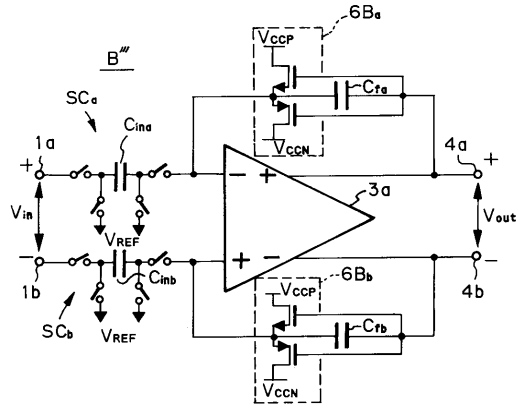 6Ba
VCCP
B'''
Cfa
SCa
VCCN
Cina
1a
4a
+
+
− +
3a
Vin
VREF
Vout
−
+ −
−
1b
Cinb
4b
6Bb
VCCP
SCb
VREF
Cfb
VCCN